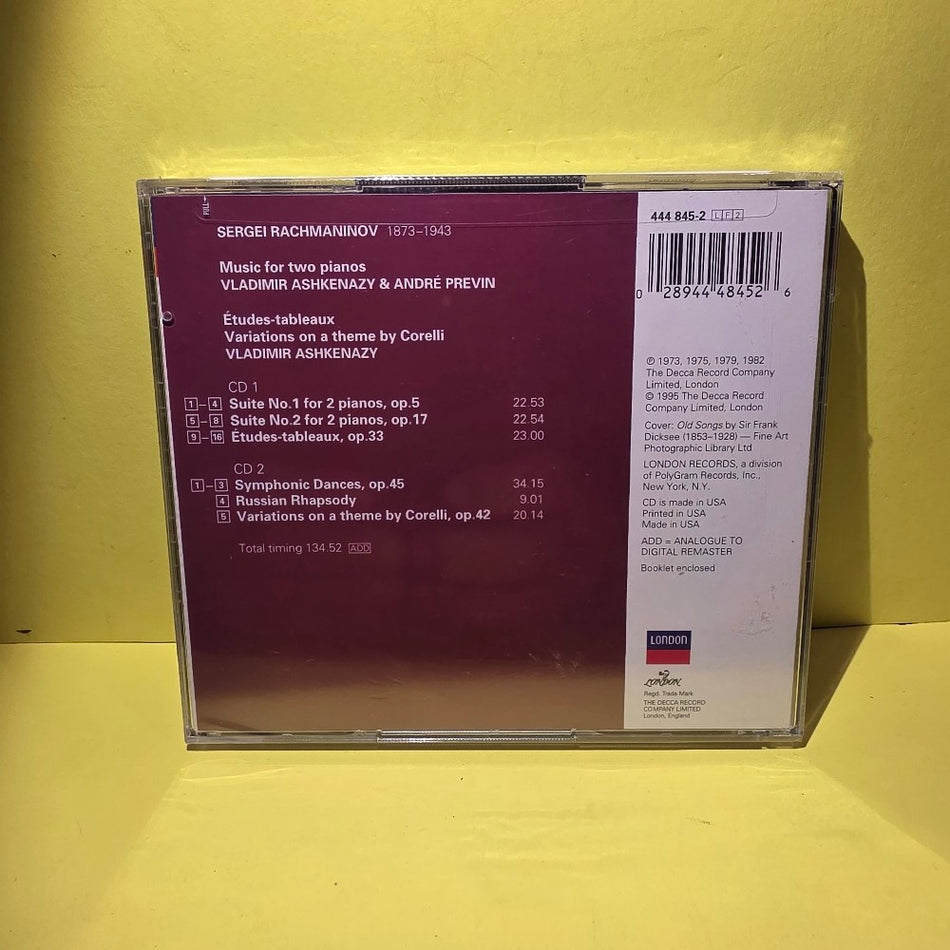 PULL
SERGEI RACHMANINOV 1873–1943
Music for two pianos
VLADIMIR ASHKENAZY & ANDRÉ PREVIN
Études-tableaux
Variations on a theme by Corelli
VLADIMIR ASHKENAZY
CD 1
1–4 Suite No.1 for 2 pianos, op.5 22.53
5–8 Suite No.2 for 2 pianos, op.17 22.54
9–16 Études-tableaux, op.33 23.00
CD 2
1–3 Symphonic Dances, op.45 34.15
4 Russian Rhapsody 9.01
5 Variations on a theme by Corelli, op.42 20.14
Total timing 134.52 ADD
444 845-2 LF2
0 28944 48452 6
℗ 1973, 1975, 1979, 1982
The Decca Record Company
Limited, London
© 1995 The Decca Record
Company Limited, London
Cover: Old Songs by Sir Frank
Dicksee (1853–1928) — Fine Art
Photographic Library Ltd
LONDON RECORDS, a division
of PolyGram Records, Inc.,
New York, N.Y.
CD is made in USA
Printed in USA
Made in USA
ADD = ANALOGUE TO
DIGITAL REMASTER
Booklet enclosed
LONDON
LONDON
Regd. Trade Mark
THE DECCA RECORD
COMPANY LIMITED
London, England